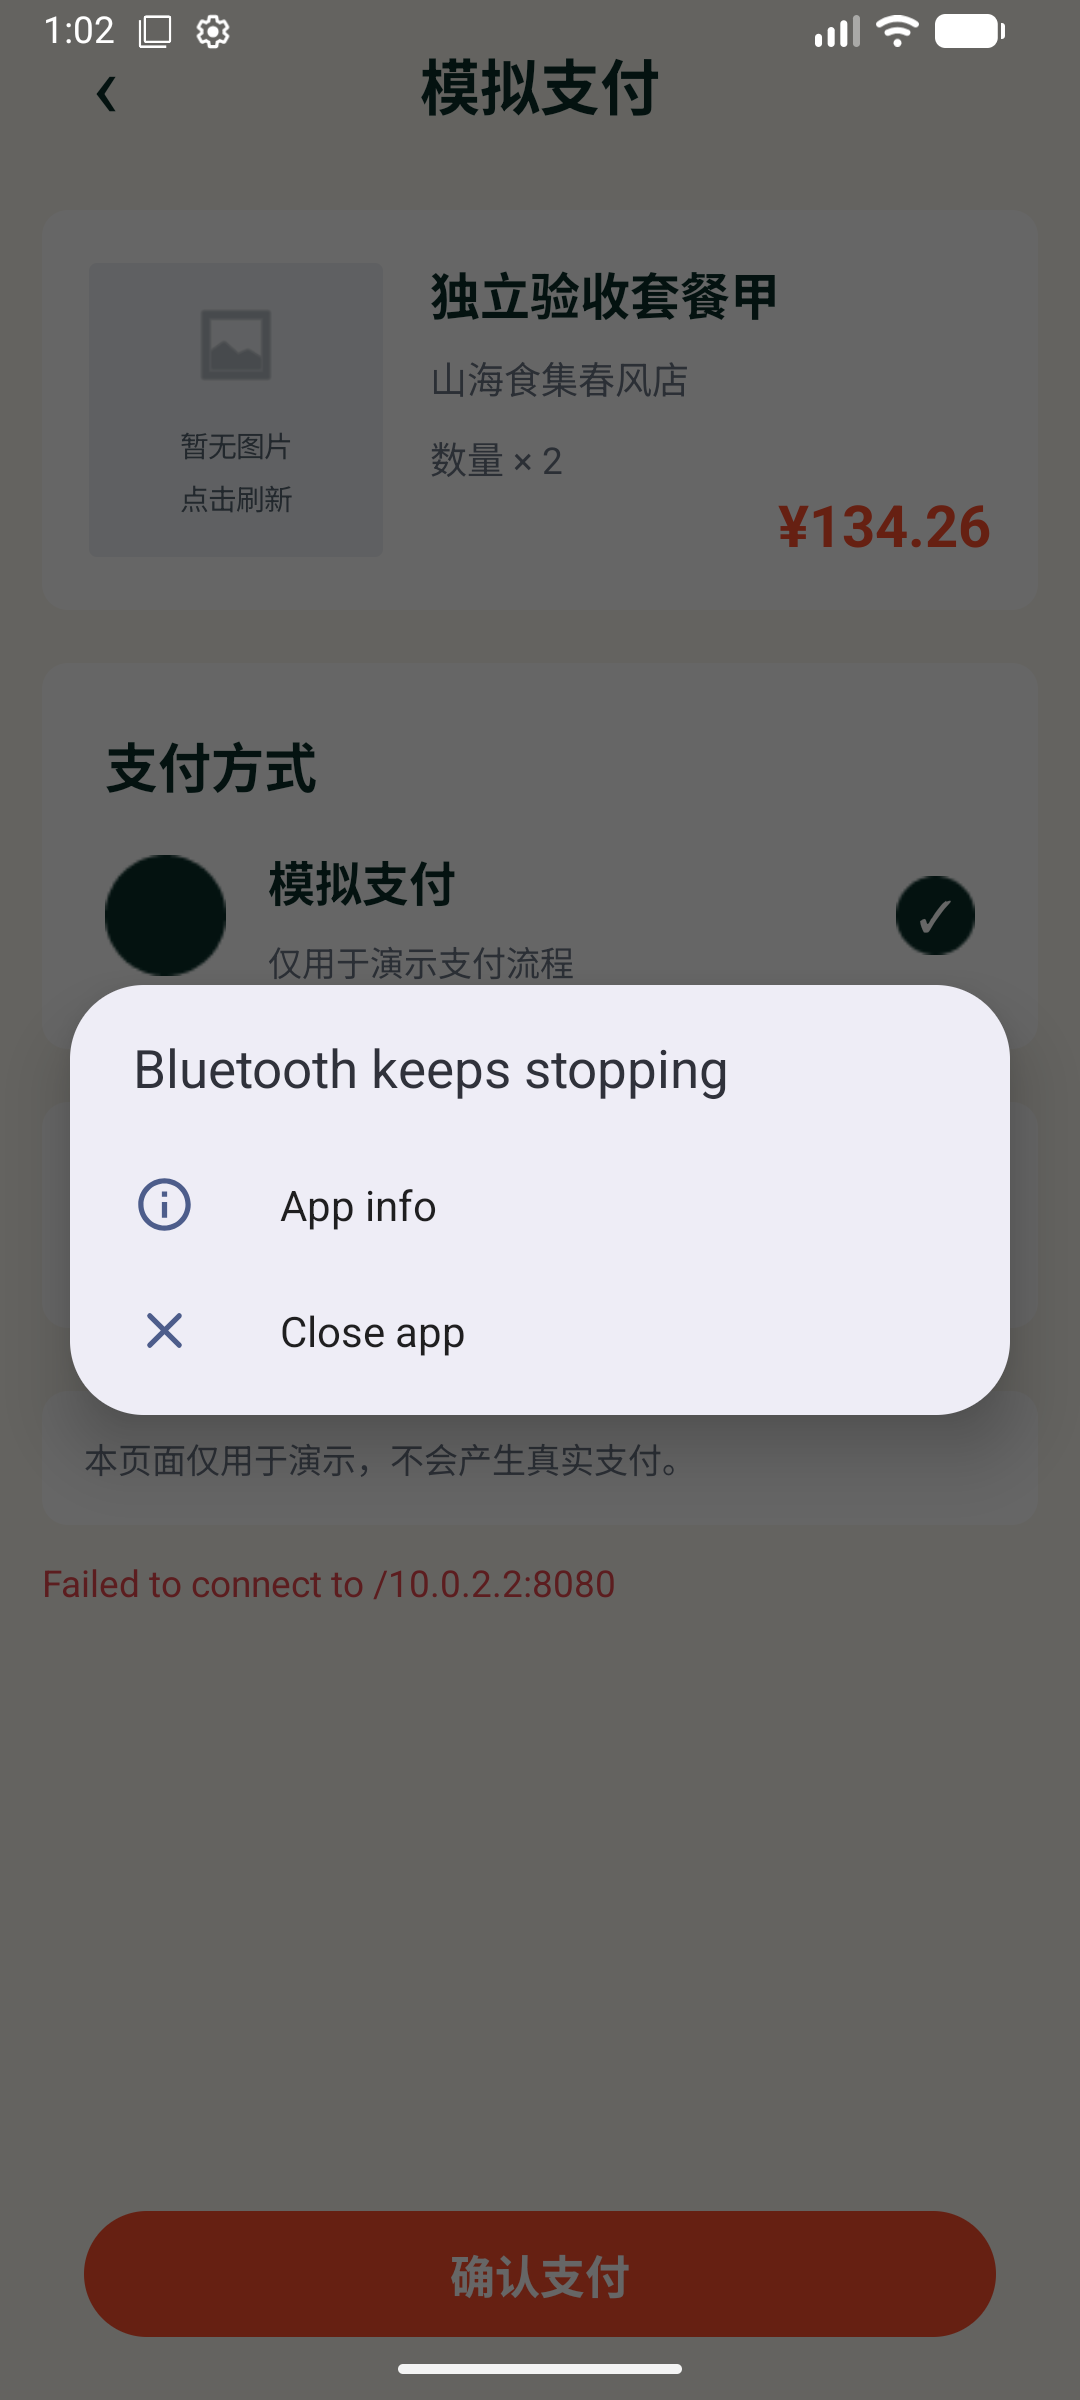 1:02
模拟支付
独立验收套餐甲
山海食集春风店
暂无图片
点击刷新
数量 × 2
¥134.26
支付方式
模拟支付
仅用于演示支付流程
Bluetooth keeps stopping
App info
Close app
本页面仅用于演示，不会产生真实支付。
Failed to connect to /10.0.2.2:8080
确认支付